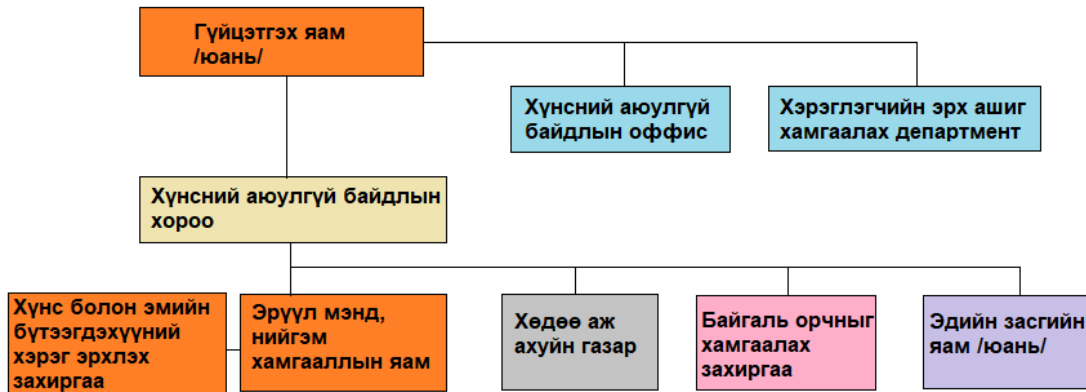 Гүйцэтгэх яам
/юань/
Хүнсний аюулгүй
байдлын оффис
Хэрэглэгчийн эрх ашиг
хамгаалах департмент
Хүнсний аюулгүй байдлын
хороо
Хүнс болон эмийн
бүтээгдэхүүний
хэрэг эрхлэх
захиргаа
Эрүүл мэнд,
нийгэм
хамгааллын яам
Хөдөө аж
ахуйн газар
Байгаль орчныг
хамгаалах
захиргаа
Эдийн засгийн
яам /юань/